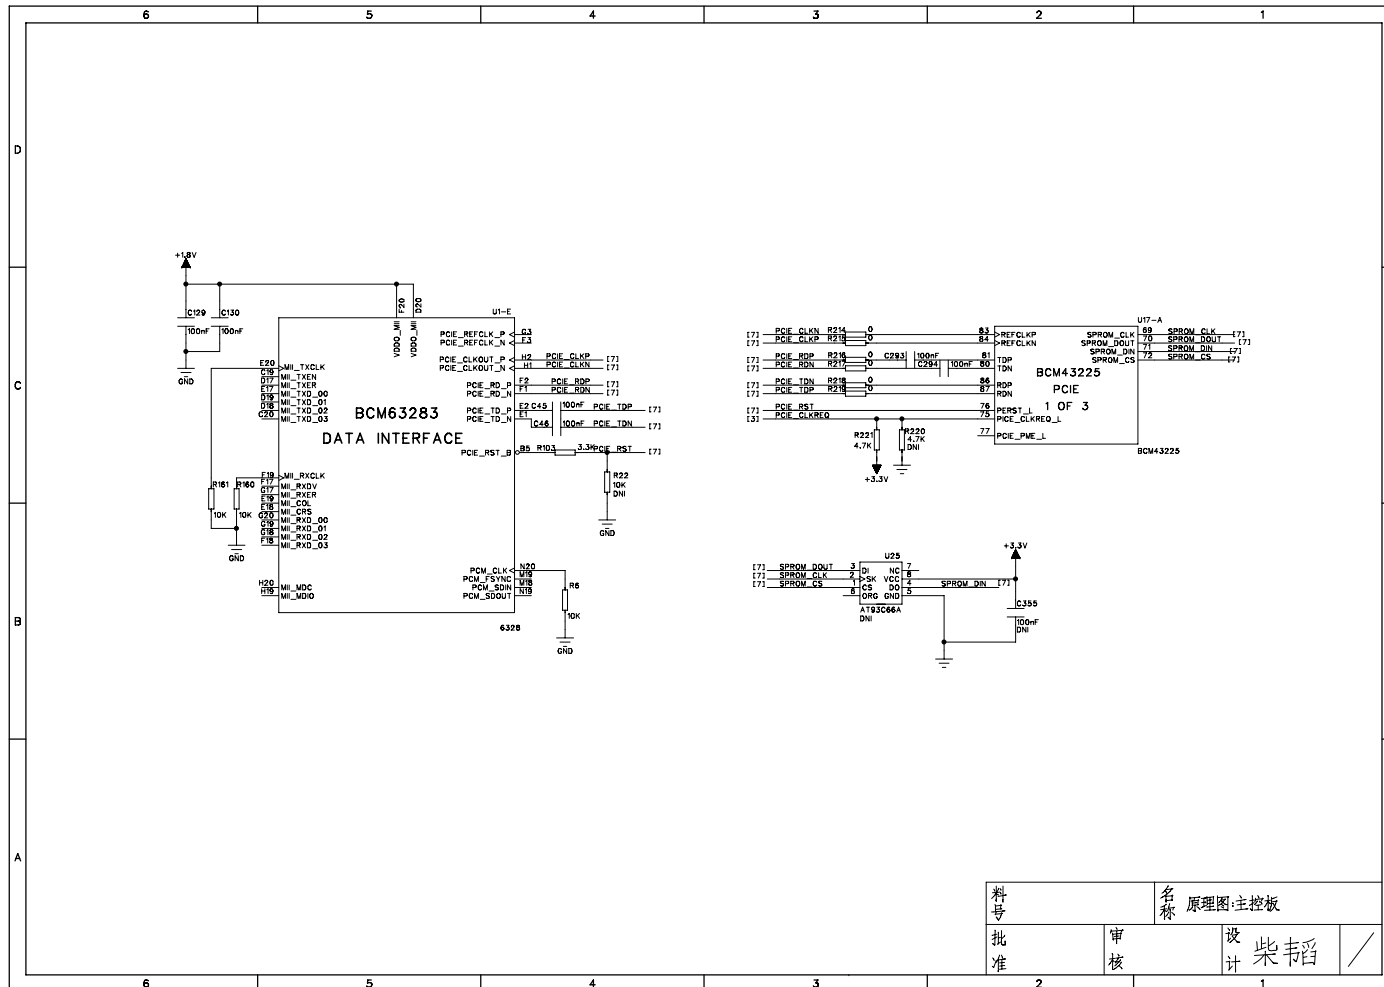 6 5 4 3 2 1
D
C
B
A
+1.8V
C129
100nF
C130
100nF
GND
F20
D20
VDDO_MII
VDDO_MII
U1-E
BCM63283
DATA INTERFACE
E20 MII_TXCLK
C19 MII_TXEN
D17 MII_TXER
E17 MII_TXD_00
D19 MII_TXD_01
D18 MII_TXD_02
C20 MII_TXD_03
F19 MII_RXCLK
F17 MII_RXDV
G17 MII_RXER
E19 MII_COL
E18 MII_CRS
G20 MII_RXD_00
G19 MII_RXD_01
G18 MII_RXD_02
F18 MII_RXD_03
H20 MII_MDC
H19 MII_MDIO
R161
10K
R160
10K
GND
PCIE_REFCLK_P G3
PCIE_REFCLK_N F3
PCIE_CLKOUT_P H2 PCIE_CLKP [7]
PCIE_CLKOUT_N H1 PCIE_CLKN [7]
PCIE_RD_P F2 PCIE_RDP [7]
PCIE_RD_N F1 PCIE_RDN [7]
PCIE_TD_P E2 C45 100nF PCIE_TDP [7]
PCIE_TD_N E1 C46 100nF PCIE_TDN [7]
PCIE_RST_B B5 R103 3.3K PCIE_RST [7]
R22
10K
DNI
GND
PCM_CLK N20
PCM_FSYNC M19
PCM_SDIN M18
PCM_SDOUT N19
R6
10K
GND
6328
U17-A
[7] PCIE_CLKN R214 0 83 REFCLKP
[7] PCIE_CLKP R215 0 84 REFCLKN
[7] PCIE_RDP R216 0 C293 100nF 81 TDP
[7] PCIE_RDN R217 0 C294 100nF 80 TDN
[7] PCIE_TDN R218 0 86 RDP
[7] PCIE_TDP R219 0 87 RDN
[7] PCIE_RST 76 PERST_L
[3] PCIE_CLKREQ 75 PICE_CLKREQ_L
77 PCIE_PME_L
R221
4.7K
+3.3V
R220
4.7K
DNI
BCM43225
PCIE
1 OF 3
SPROM_CLK 69 SPROM_CLK [7]
SPROM_DOUT 70 SPROM_DOUT [7]
SPROM_DIN 71 SPROM_DIN [7]
SPROM_CS 72 SPROM_CS [7]
BCM43225
U25
[7] SPROM_DOUT 3 DI NC 7
[7] SPROM_CLK 2 SK VCC 8
[7] SPROM_CS 1 CS DO 4 SPROM_DIN [7]
6 ORG GND 5
AT93C66A
DNI
+3.3V
C355
100nF
DNI
料号 名称 原理图:主控板
批准 审核 设计 柴韬
6 5 4 3 2 1